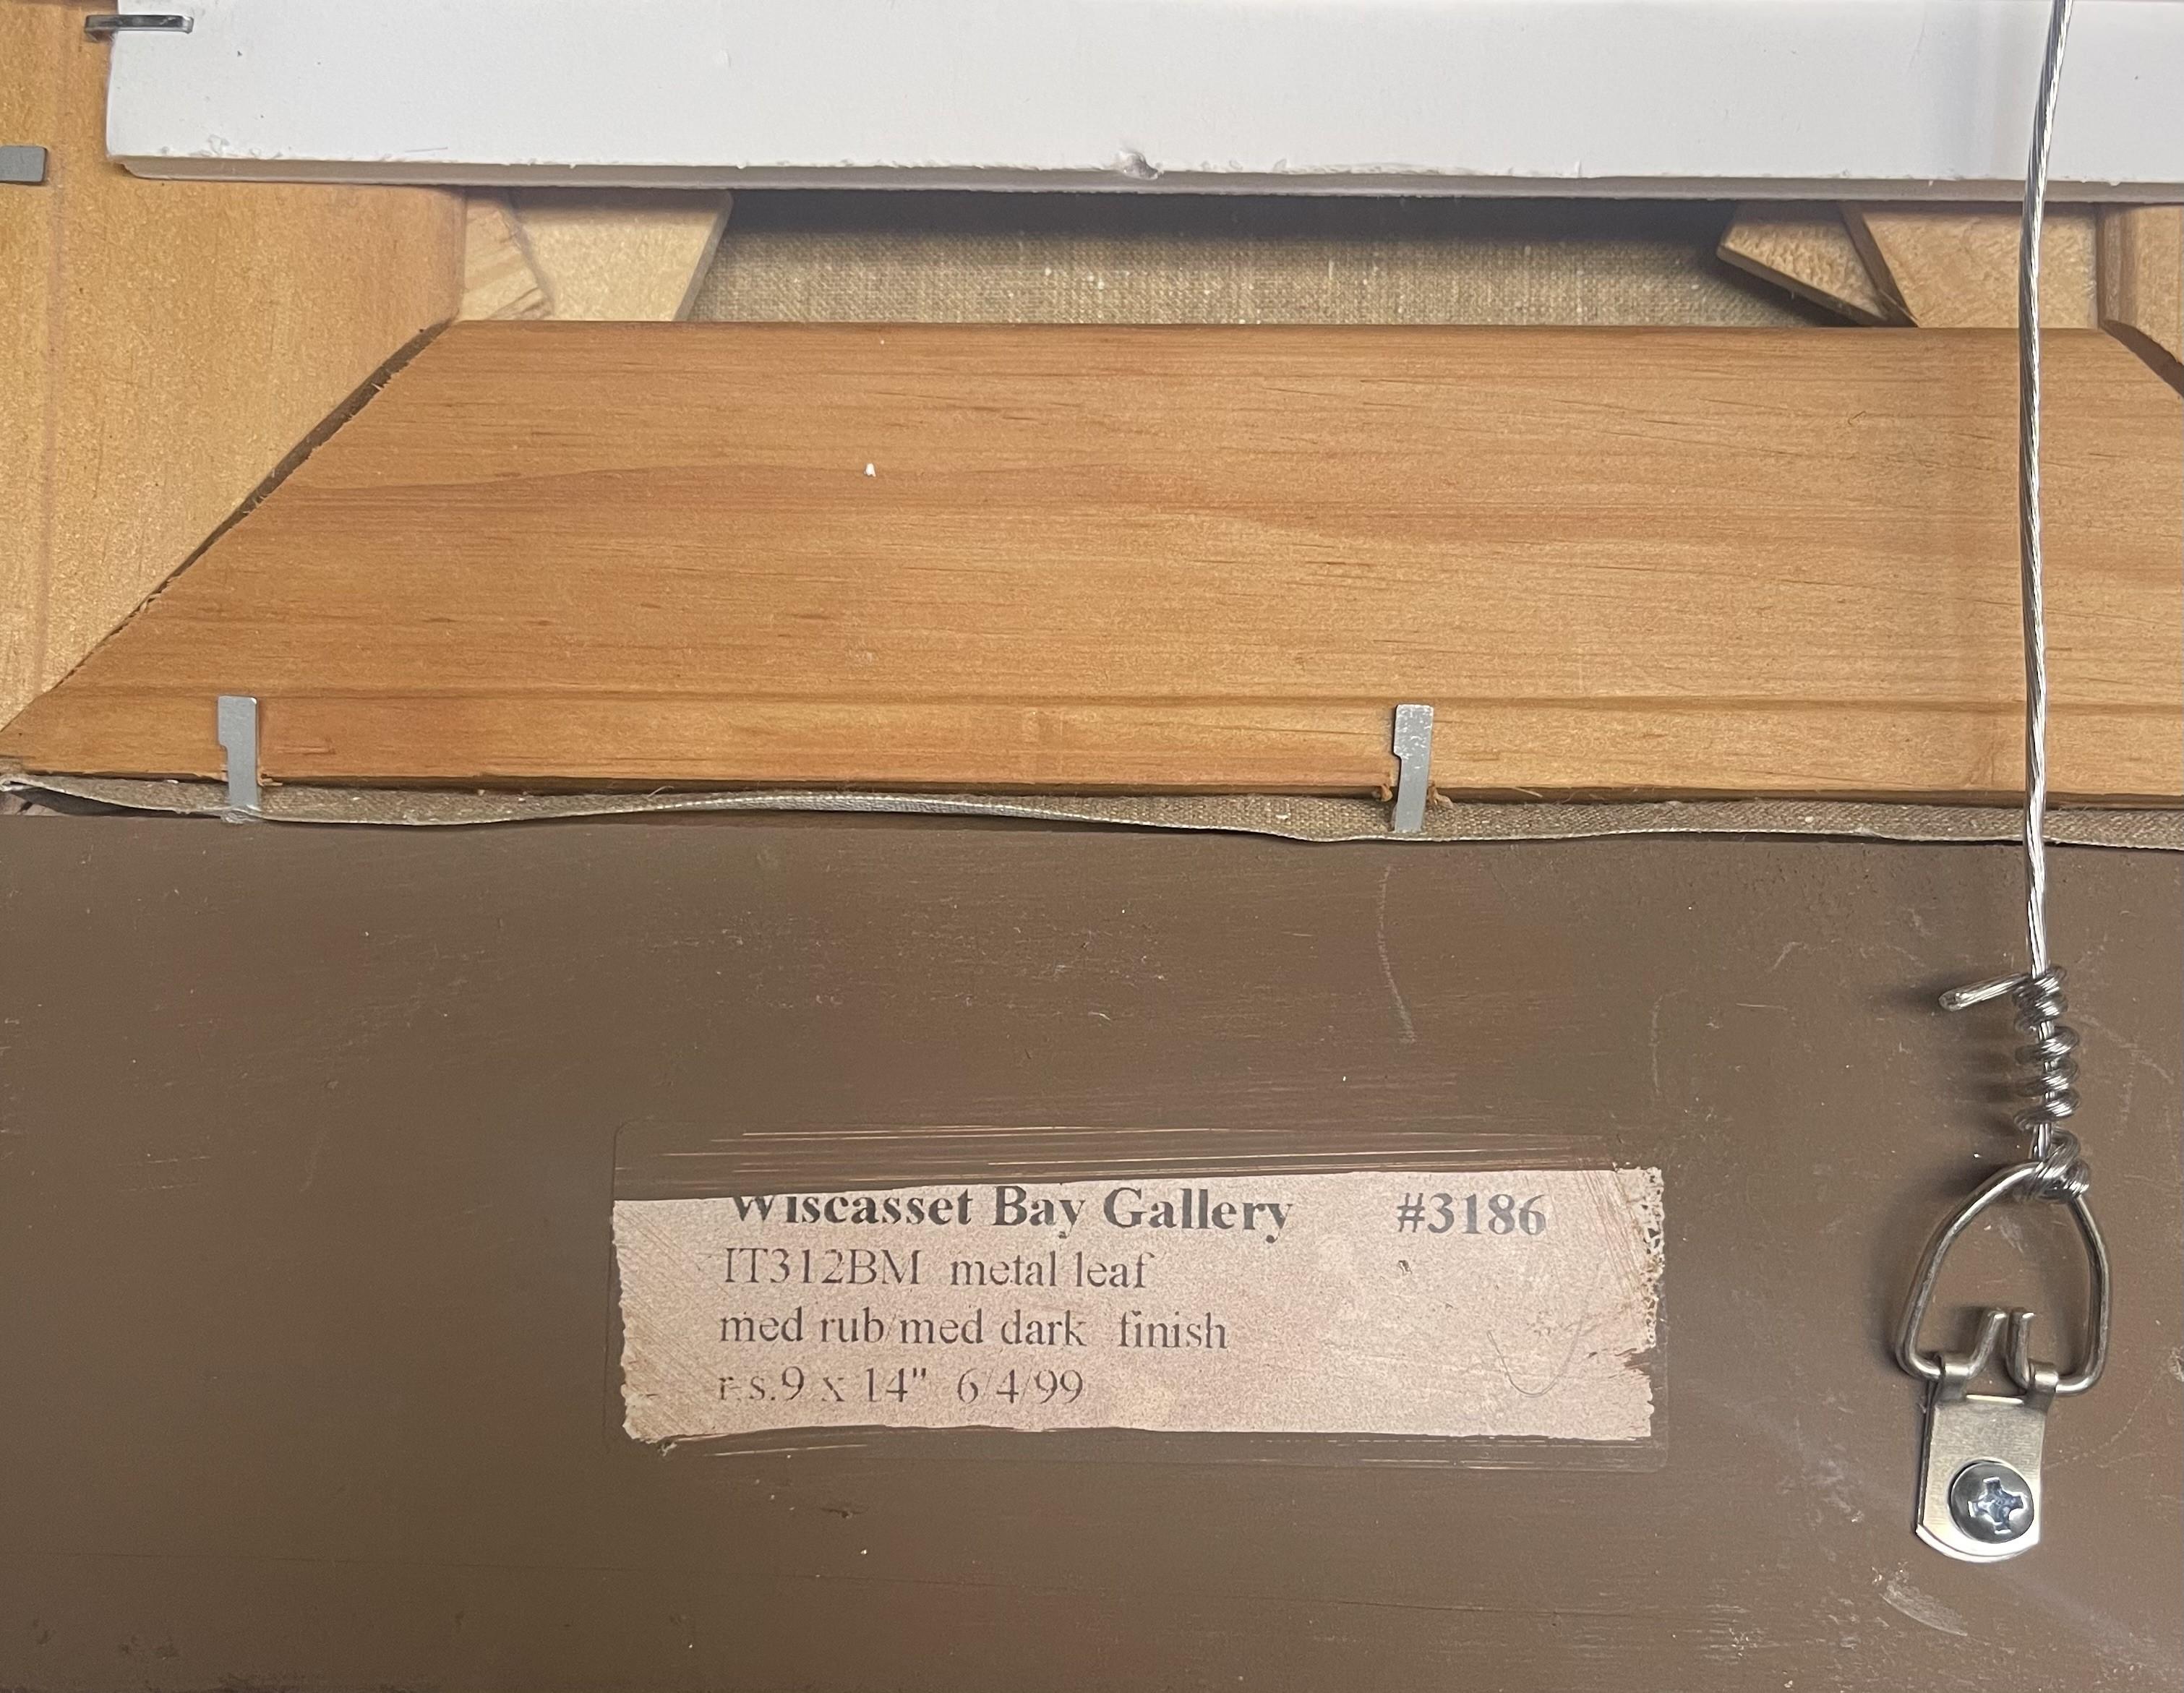 Wiscasset Bay Gallery #3186
IT312BM metal leaf
med rub/med dark finish
r.s.9 x 14" 6/4/99